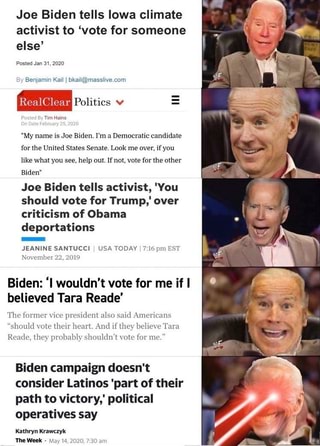 Joe Biden tells Iowa climate
activist to ‘vote for someone
else’
Posted Jan 31, 2020
By Benjamin Kail | bkail@masslive.com
RealClear Politics
Posted By Tim Hains
On Date February 25, 2020
"My name is Joe Biden. I'm a Democratic candidate
for the United States Senate. Look me over, if you
like what you see, help out. If not, vote for the other
Biden"
Joe Biden tells activist, 'You
should vote for Trump,' over
criticism of Obama
deportations
JEANINE SANTUCCI | USA TODAY | 7:16 pm EST
November 22, 2019
Biden: ‘I wouldn’t vote for me if I
believed Tara Reade’
The former vice president also said Americans
“should vote their heart. And if they believe Tara
Reade, they probably shouldn’t vote for me.”
Biden campaign doesn't
consider Latinos 'part of their
path to victory,' political
operatives say
Kathryn Krawczyk
The Week • May 14, 2020, 7:30 am